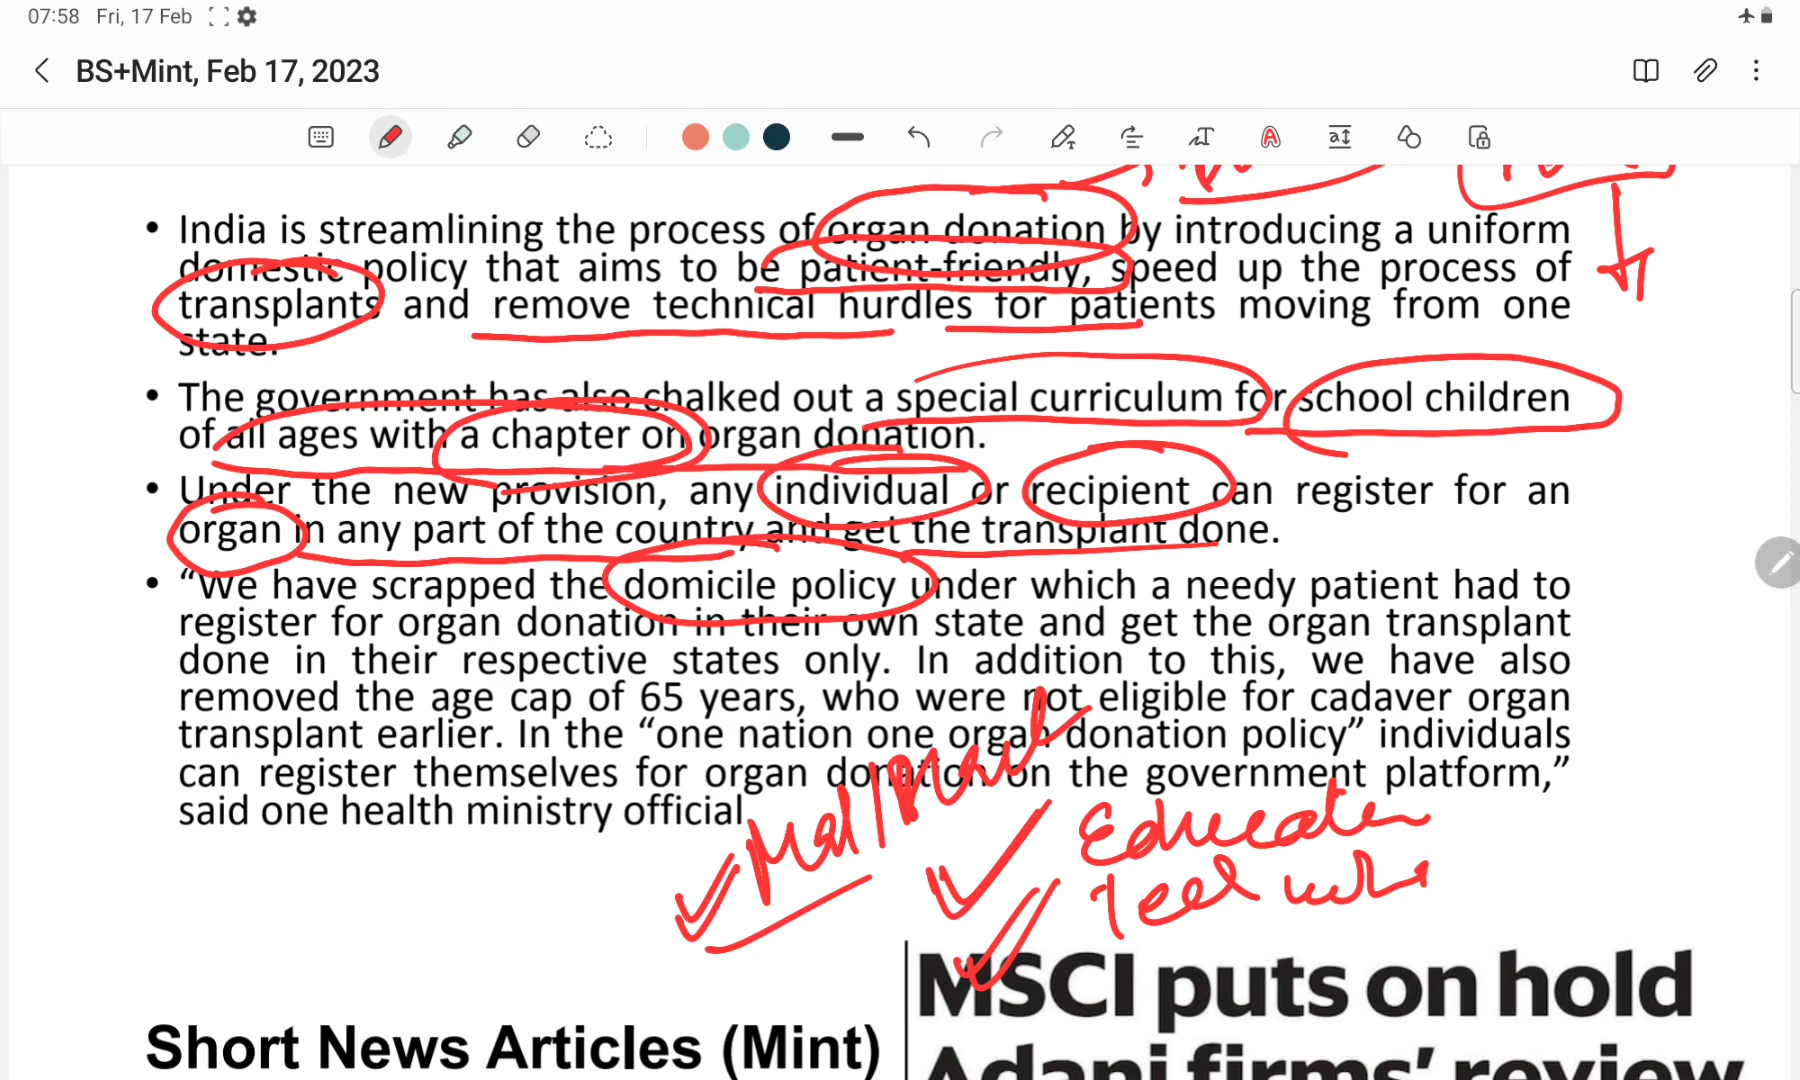 07:58 Fri, 17 Feb
BS+Mint, Feb 17, 2023
• India is streamlining the process of organ donation by introducing a uniform
domestic policy that aims to be patient-friendly, speed up the process of
transplants and remove technical hurdles for patients moving from one
state.
• The government has also chalked out a special curriculum for school children
of all ages with a chapter on organ donation.
• Under the new provision, any individual or recipient can register for an
organ in any part of the country and get the transplant done.
• “We have scrapped the domicile policy under which a needy patient had to
register for organ donation in their own state and get the organ transplant
done in their respective states only. In addition to this, we have also
removed the age cap of 65 years, who were not eligible for cadaver organ
transplant earlier. In the “one nation one organ donation policy” individuals
can register themselves for organ donation on the government platform,”
said one health ministry official.
MSCI puts on hold
Adani firms’ review
Short News Articles (Mint)